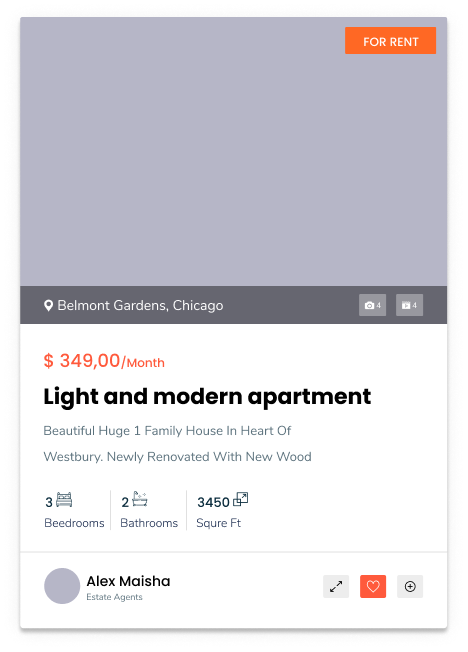 FOR RENT
Belmont Gardens, Chicago
4
4
$ 349,00/Month
Light and modern apartment
Beautiful Huge 1 Family House In Heart Of
Westbury. Newly Renovated With New Wood
3
2
3450
Beedrooms
Bathrooms
Squre Ft
Alex Maisha
Estate Agents